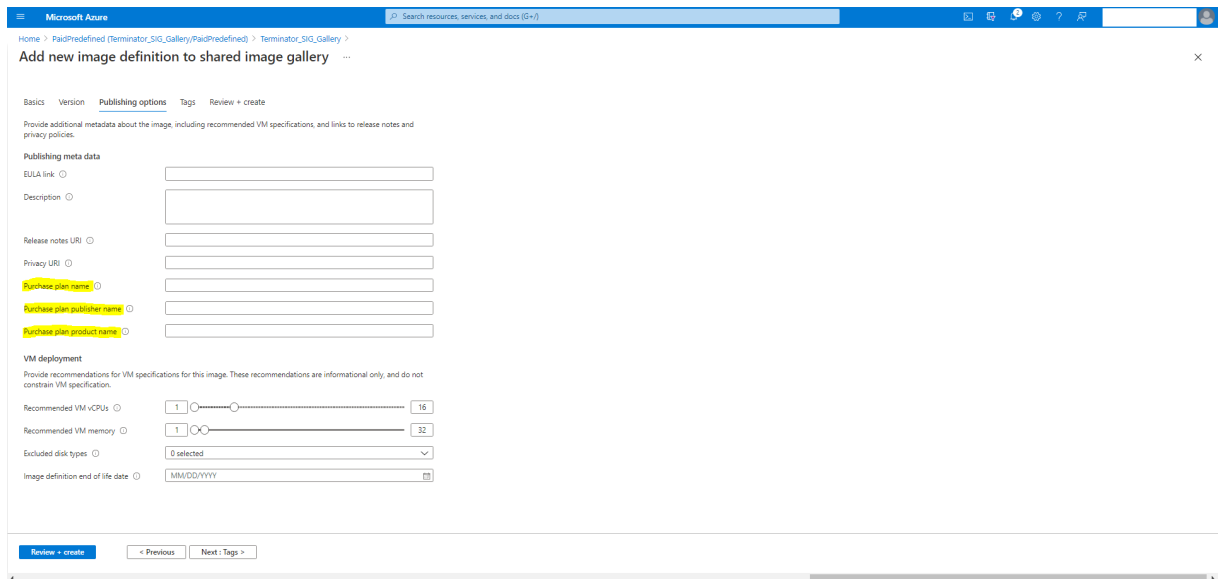 Microsoft Azure
Search resources, services, and docs (G+/)
2
Home > PaidPredefined (Terminator_SIG_Gallery/PaidPredefined) > Terminator_SIG_Gallery >
Add new image definition to shared image gallery ...
Basics Version Publishing options Tags Review + create
Provide additional metadata about the image, including recommended VM specifications, and links to release notes and
privacy policies.
Publishing meta data
EULA link
Description
Release notes URI
Privacy URI
Purchase plan name
Purchase plan publisher name
Purchase plan product name
VM deployment
Provide recommendations for VM specifications for this image. These recommendations are informational only, and do not
constrain VM specification.
Recommended VM vCPUs 1 16
Recommended VM memory 1 32
Excluded disk types 0 selected
Image definition end of life date MM/DD/YYYY
Review + create < Previous Next : Tags >